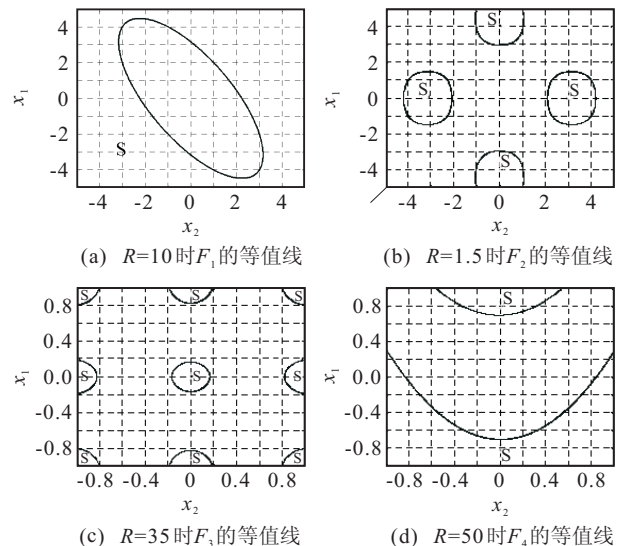 4
2
0
-2
-4
x₁
S
-4 -2 0 2 4
x₂
(a) R=10时F₁的等值线
4
2
0
-2
-4
x₁
S
S
S
S
-4 -2 0 2 4
x₂
(b) R=1.5时F₂的等值线
0.8
0.4
0.0
-0.4
-0.8
x₁
S S S
S S S
S S S
-0.8 -0.4 0 0.4 0.8
x₂
(c) R=35时F₃的等值线
0.8
0.4
0.0
-0.4
-0.8
x₁
S
S
-0.8 -0.4 0 0.4 0.8
x₂
(d) R=50时F₄的等值线